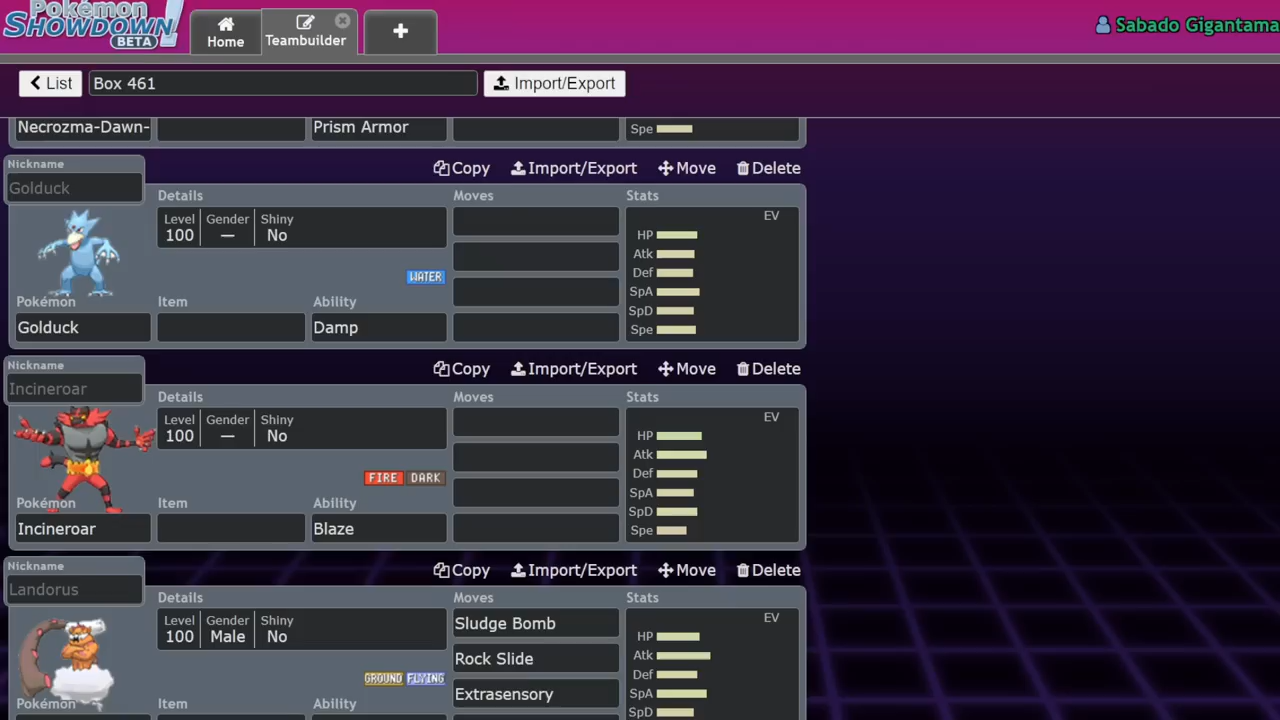 Pokémon
SHOWDOWN!
BETA
Home
Teambuilder
Sabado Gigantama
List
Box 461
Import/Export
Necrozma-Dawn-
Prism Armor
Spe
Nickname
Golduck
Copy
Import/Export
Move
Delete
Details
Moves
Stats
Level
Gender
Shiny
100
—
No
EV
HP
Atk
Def
SpA
SpD
Spe
WATER
Pokémon
Item
Ability
Golduck
Damp
Nickname
Incineroar
Copy
Import/Export
Move
Delete
Details
Moves
Stats
Level
Gender
Shiny
100
—
No
EV
HP
Atk
Def
SpA
SpD
Spe
FIRE
DARK
Pokémon
Item
Ability
Incineroar
Blaze
Nickname
Landorus
Copy
Import/Export
Move
Delete
Details
Moves
Stats
Level
Gender
Shiny
100
Male
No
Sludge Bomb
Rock Slide
Extrasensory
EV
HP
Atk
Def
SpA
SpD
GROUND
FLYING
Pokémon
Item
Ability